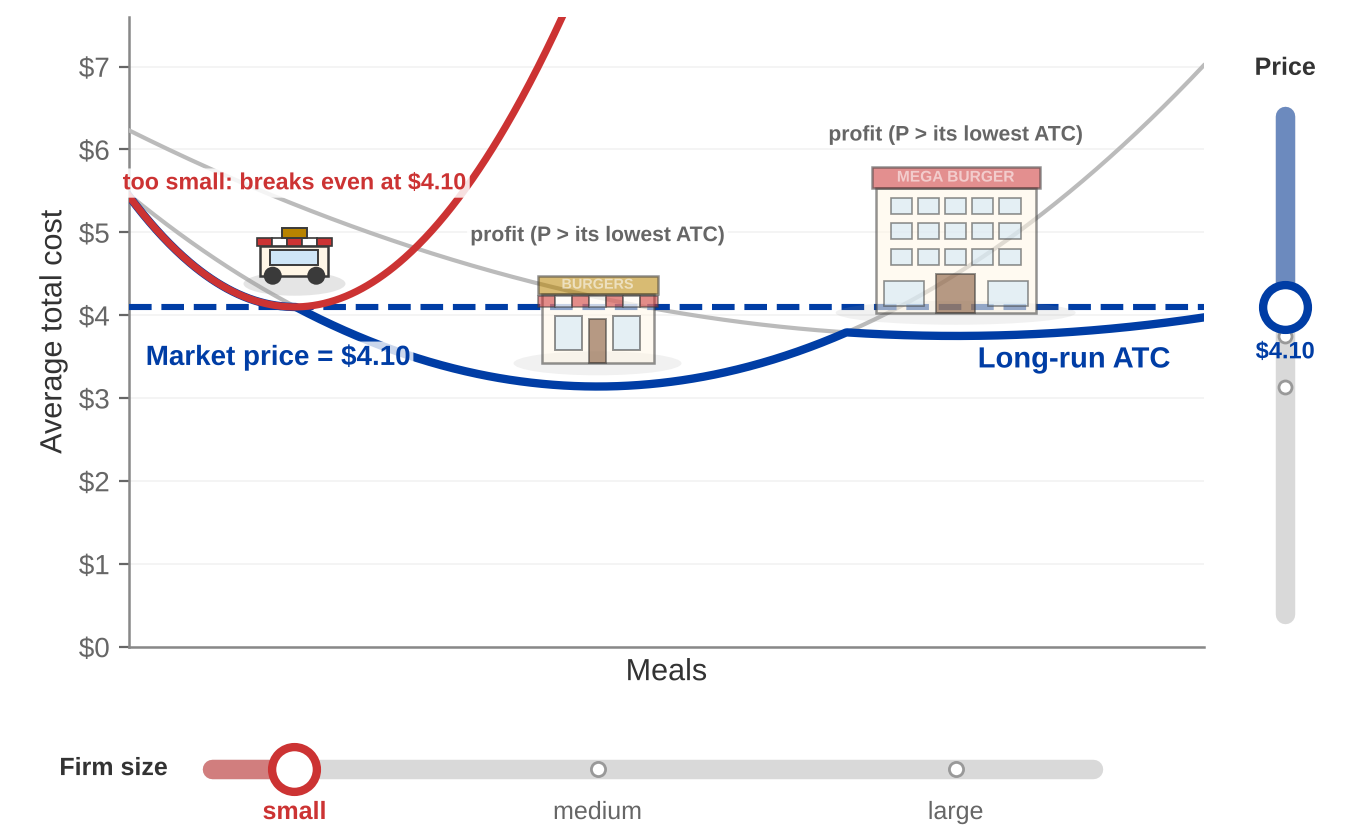 $7
Price
profit (P > its lowest ATC)
$6
MEGA BURGER
too small: breaks even at $4.10
$5
profit (P > its lowest ATC)
BURGERS
Average total cost
$4
Market price = $4.10
Long-run ATC
$4.10
$3
$2
$1
$0
Meals
Firm size
small
medium
large